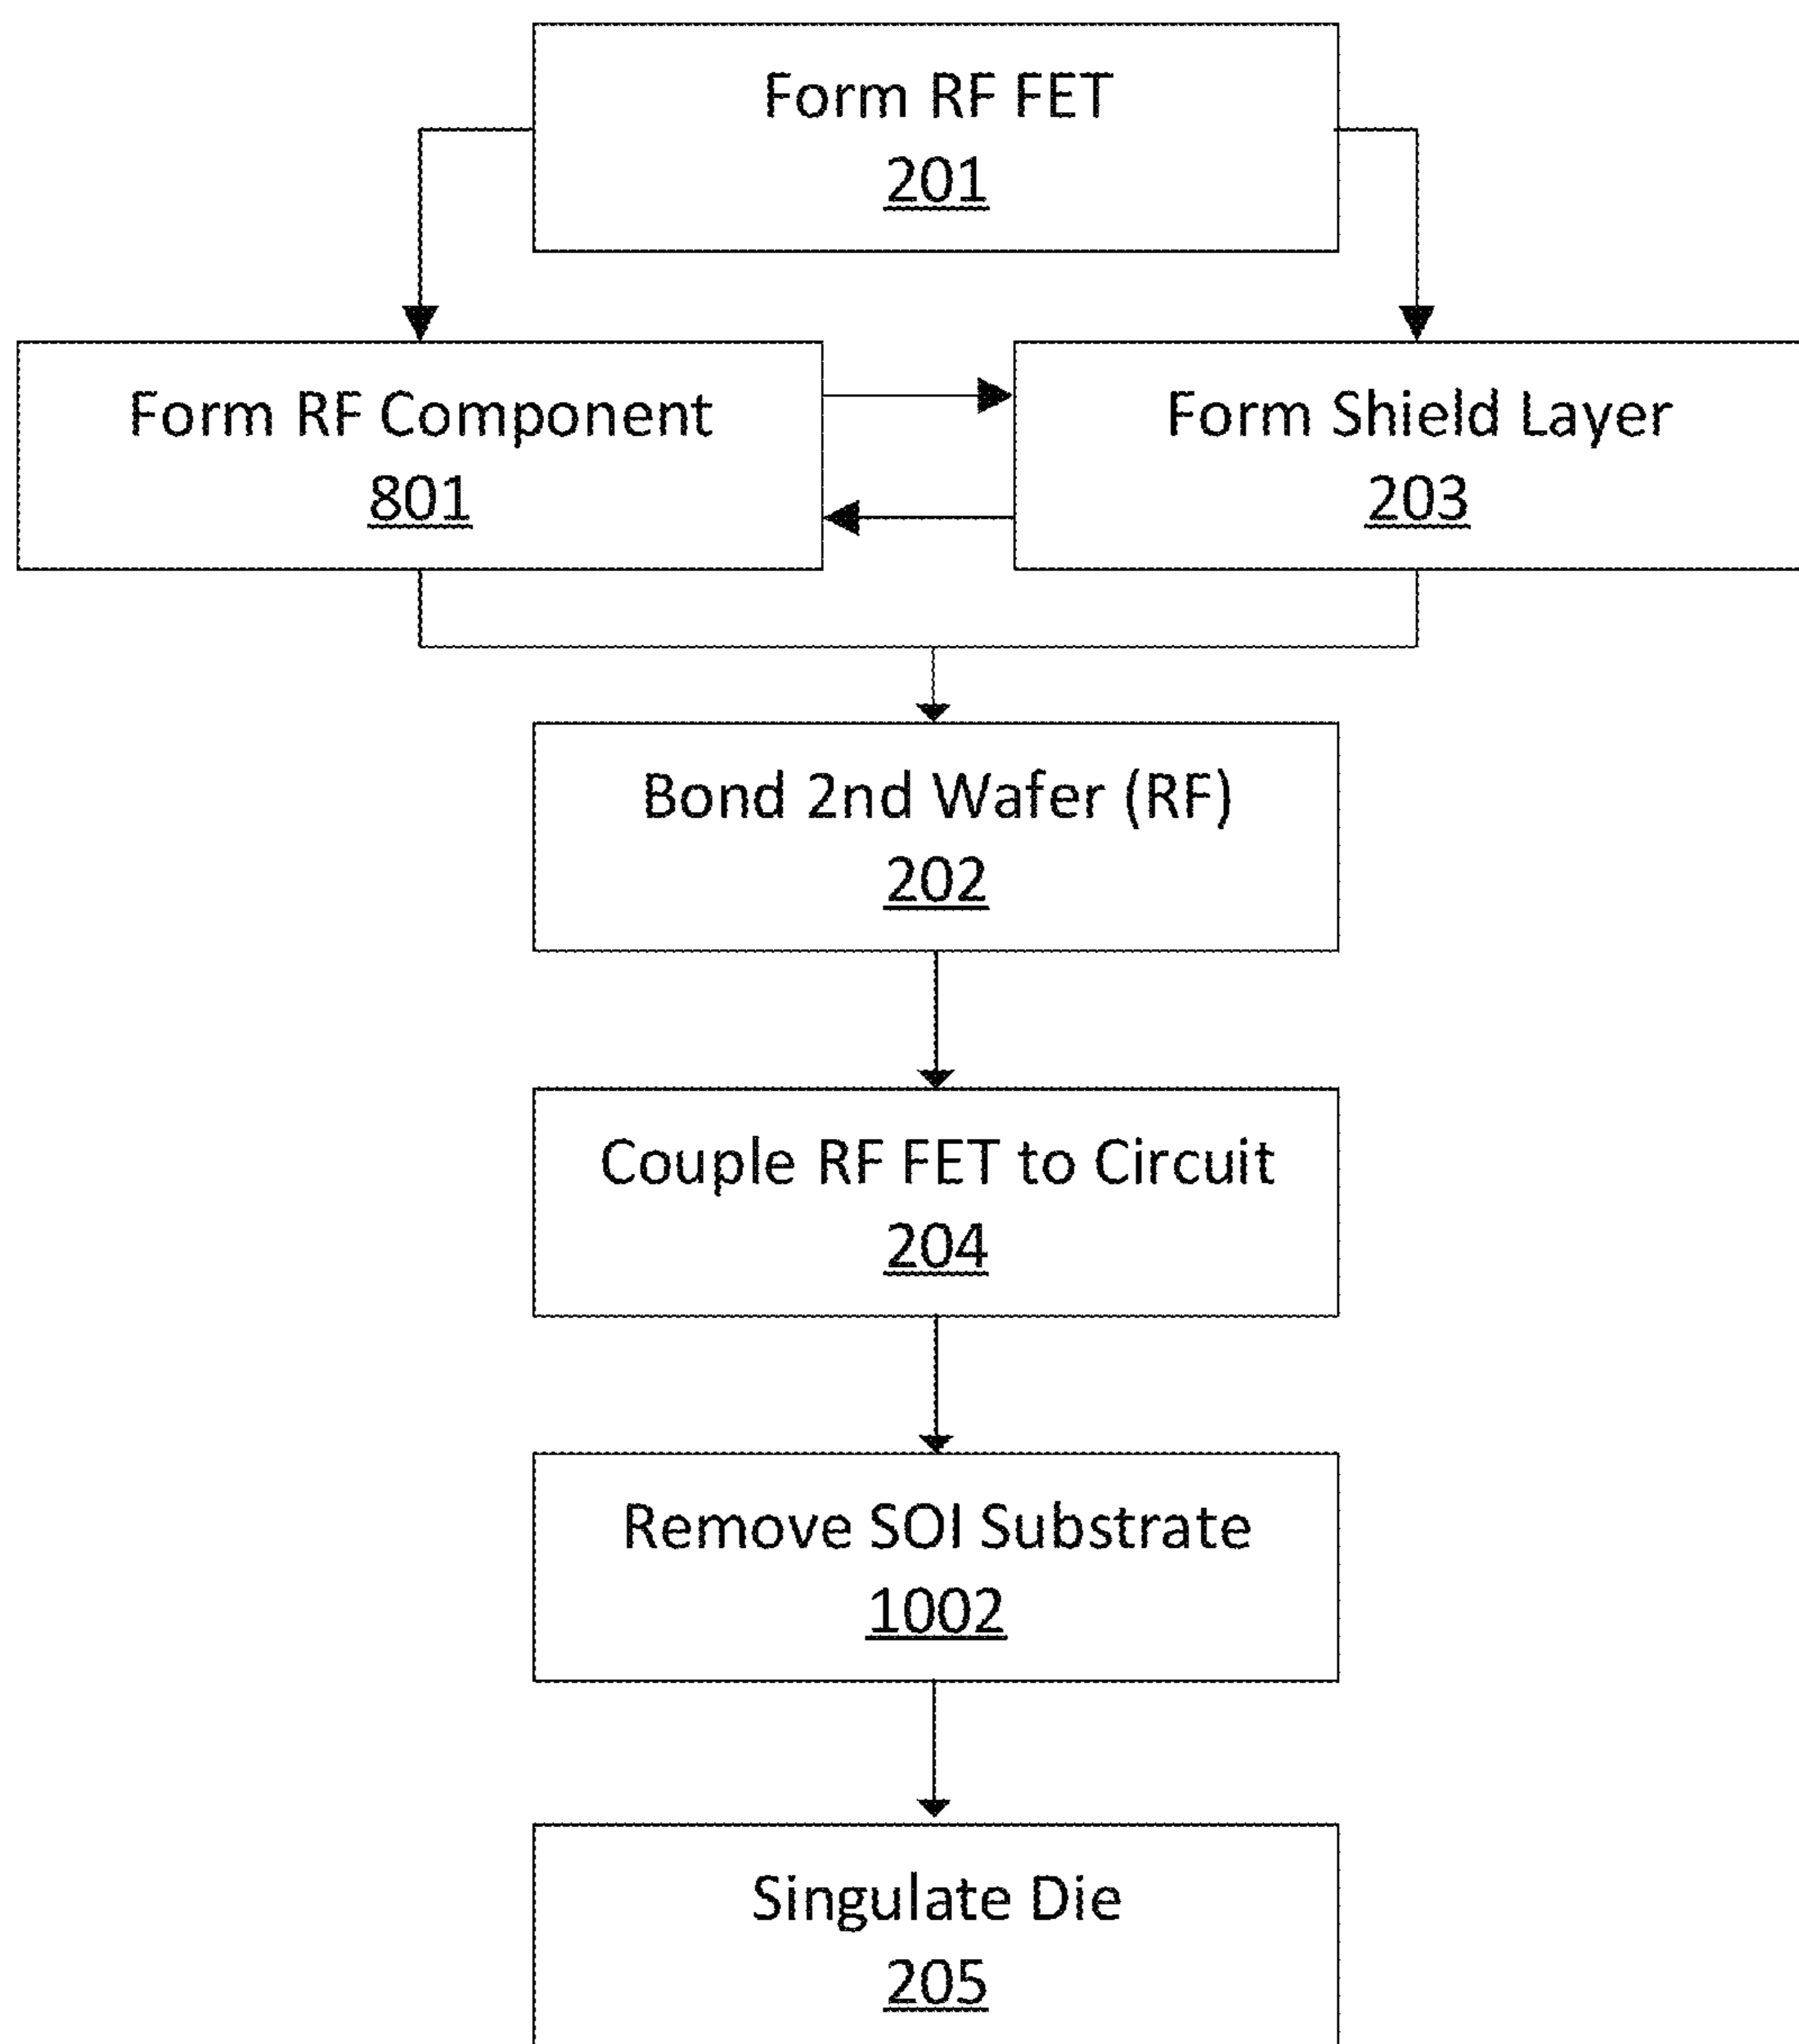 Form RF FET
201
Form RF Component
801
Form Shield Layer
203
Bond 2nd Wafer (RF)
202
Couple RF FET to Circuit
204
Remove SOI Substrate
1002
Singulate Die
205